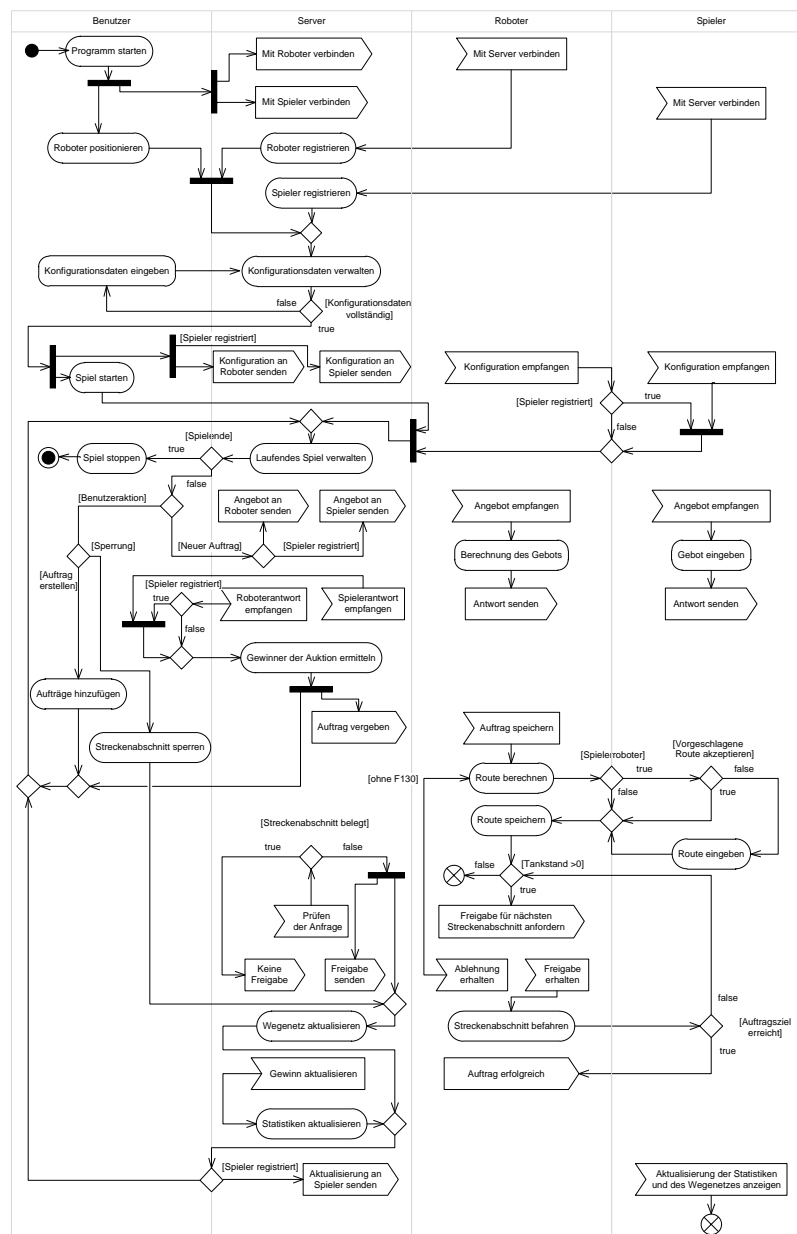 Benutzer
Server
Roboter
Spieler
Programm starten
Mit Roboter verbinden
Mit Server verbinden
Mit Spieler verbinden
Mit Server verbinden
Roboter positionieren
Roboter registrieren
Spieler registrieren
Konfigurationsdaten eingeben
Konfigurationsdaten verwalten
false
[Konfigurationsdaten
vollständig]
true
[Spieler registriert]
Konfiguration an
Roboter senden
Konfiguration an
Spieler senden
Konfiguration empfangen
Konfiguration empfangen
Spiel starten
[Spieler registriert]
true
false
[Spielende]
true
Spiel stoppen
Laufendes Spiel verwalten
false
[Benutzeraktion]
Angebot an
Roboter senden
Angebot an
Spieler senden
Angebot empfangen
Angebot empfangen
[Sperrung]
[Neuer Auftrag]
[Spieler registriert]
Berechnung des Gebots
Gebot eingeben
[Auftrag
erstellen]
[Spieler registriert]
true
Roboterantwort
empfangen
Spielerantwort
empfangen
Antwort senden
Antwort senden
false
Gewinner der Auktion ermitteln
Aufträge hinzufügen
Auftrag vergeben
Auftrag speichern
Streckenabschnitt sperren
[Spielerroboter]
[Vorgeschlagene
Route akzeptieren]
[ohne F130]
Route berechnen
true
false
false
true
[Streckenabschnitt belegt]
Route speichern
true
false
Route eingeben
false
[Tankstand >0]
true
Prüfen
der Anfrage
Freigabe für nächsten
Streckenabschnitt anfordern
Keine
Freigabe
Freigabe
senden
Ablehnung
erhalten
Freigabe
erhalten
false
Wegenetz aktualisieren
Streckenabschnitt befahren
[Auftragsziel
erreicht]
true
Gewinn aktualisieren
Auftrag erfolgreich
Statistiken aktualisieren
[Spieler registriert]
Aktualisierung an
Spieler senden
Aktualisierung der Statistiken
und des Wegenetzes anzeigen